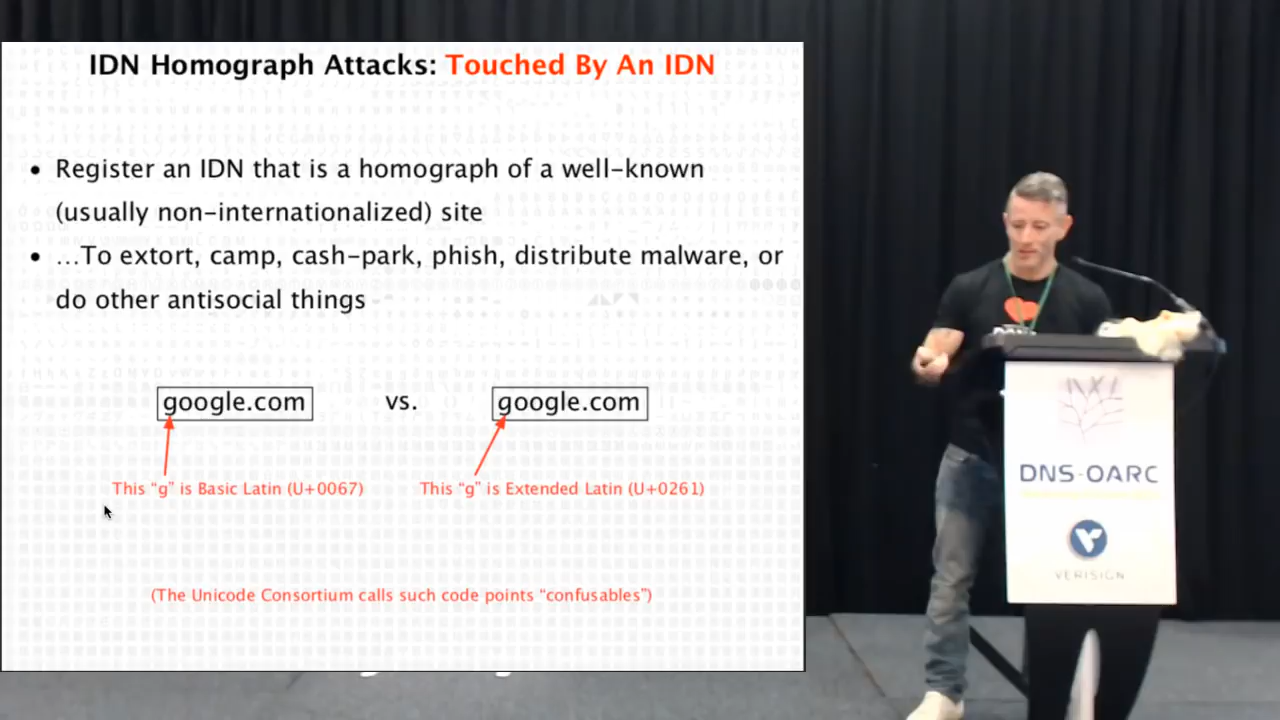 IDN Homograph Attacks: Touched By An IDN
• Register an IDN that is a homograph of a well-known
(usually non-internationalized) site
• ...To extort, camp, cash-park, phish, distribute malware, or
do other antisocial things
google.com vs. google.com
This “g” is Basic Latin (U+0067) This “g” is Extended Latin (U+0261)
(The Unicode Consortium calls such code points “confusables”)
DNS-OARC
VERISIGN